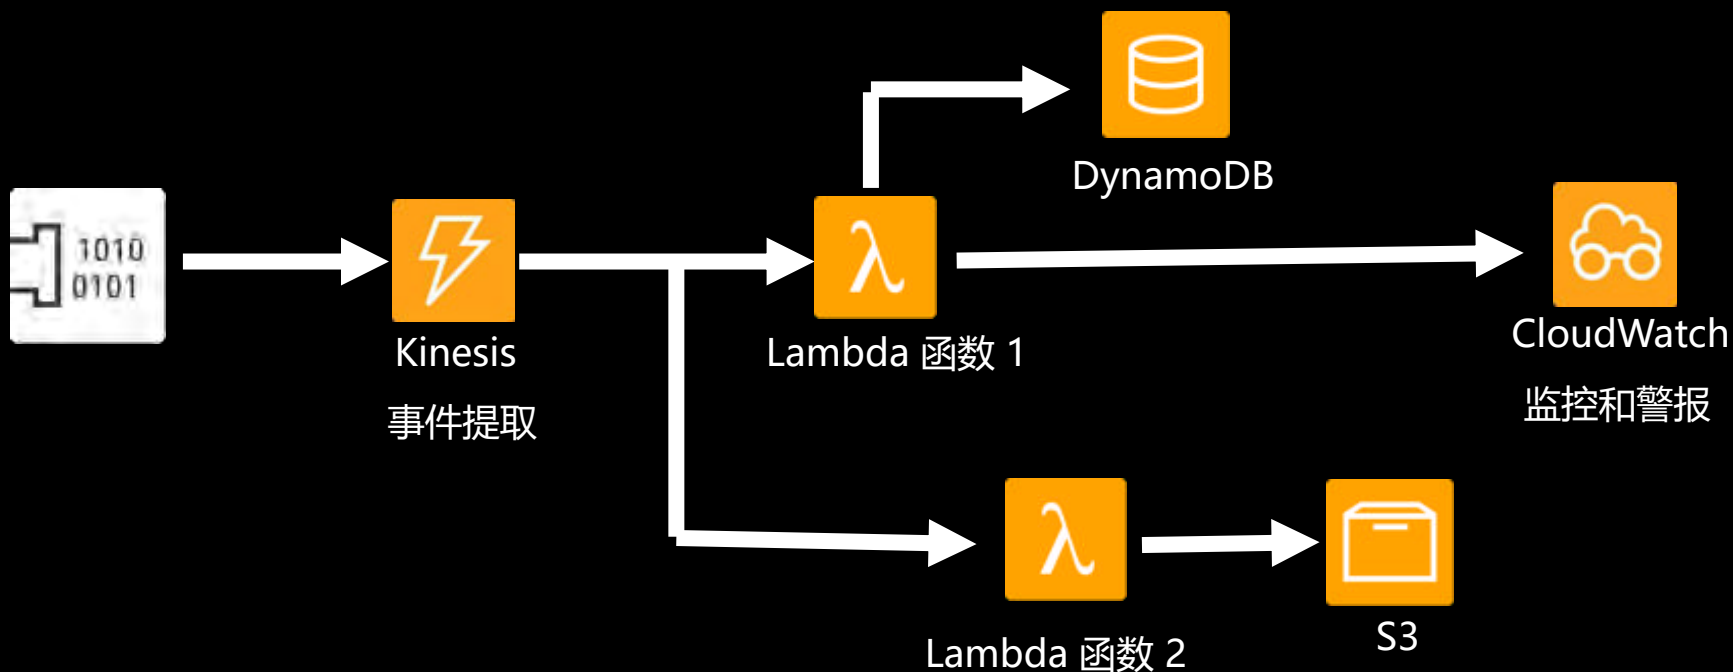 1010
0101
DynamoDB
Kinesis
事件提取
λ
Lambda 函数 1
CloudWatch
监控和警报
λ
Lambda 函数 2
S3